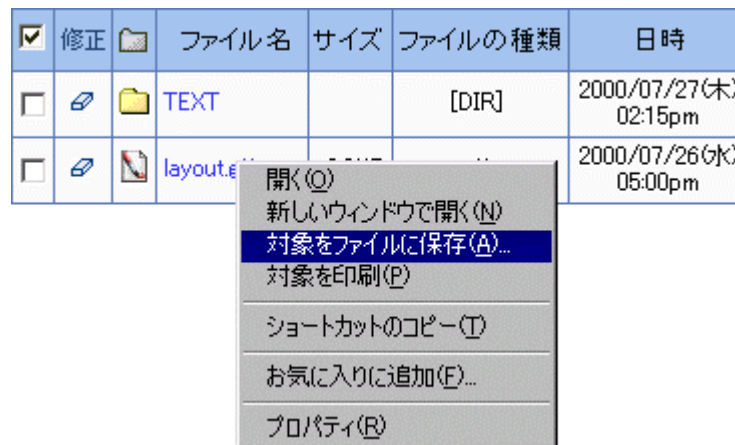 修正 ファイル名 サイズ ファイルの種類 日時
TEXT [DIR] 2000/07/27(木)
02:15pm
2000/07/26(水)
05:00pm
開く(O)
新しいウィンドウで開く(N)
対象をファイルに保存(A)...
対象を印刷(P)
ショートカットのコピー(T)
お気に入りに追加(F)...
プロパティ(R)